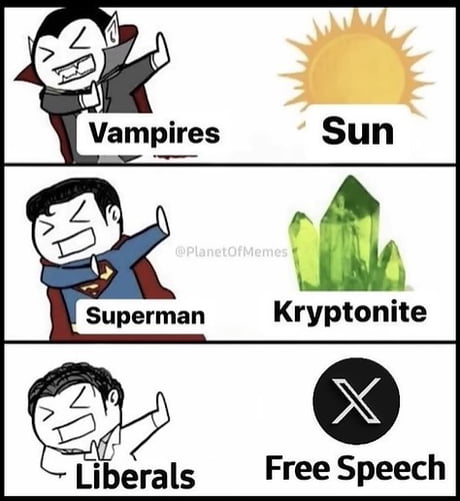 Vampires
Sun
@PlanetOfMemes
Superman
Kryptonite
Liberals
X
Free Speech